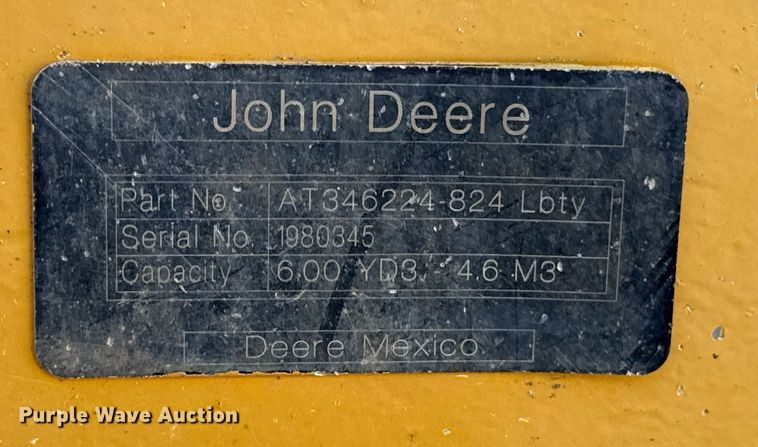 John Deere
Part No. AT346224-824 Lbty
Serial No. 1980345
Capacity 6.00 YD3 - 4.6 M3
Deere Mexico
Purple Wave Auction